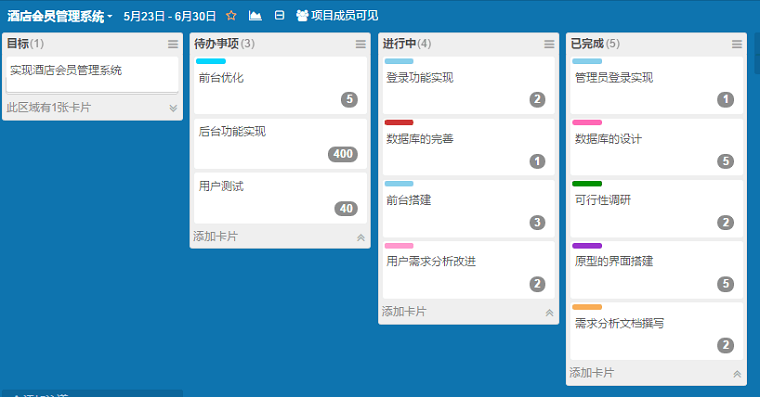 酒店会员管理系统 5月23日 - 6月30日 项目成员可见
目标(1)
实现酒店会员管理系统
此区域有1张卡片
待办事项(3)
前台优化
5
后台功能实现
400
用户测试
40
添加卡片
进行中(4)
登录功能实现
2
数据库的完善
1
前台搭建
3
用户需求分析改进
2
添加卡片
已完成(5)
管理员登录实现
1
数据库的设计
5
可行性调研
2
原型的界面搭建
5
需求分析文档撰写
2
添加卡片